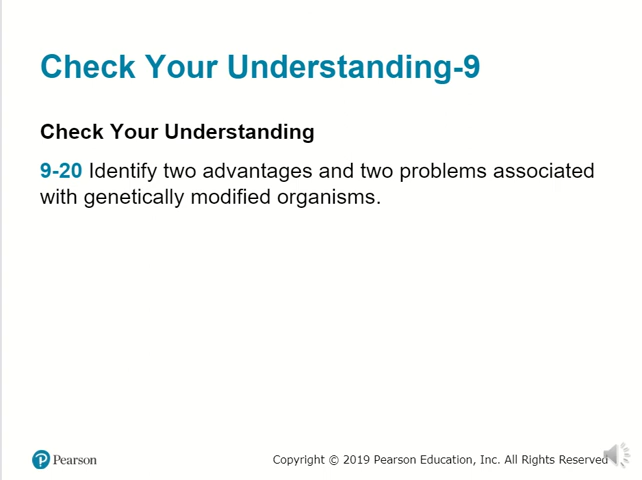 Check Your Understanding-9
Check Your Understanding
9-20 Identify two advantages and two problems associated
with genetically modified organisms.
Pearson
Copyright © 2019 Pearson Education, Inc. All Rights Reserved